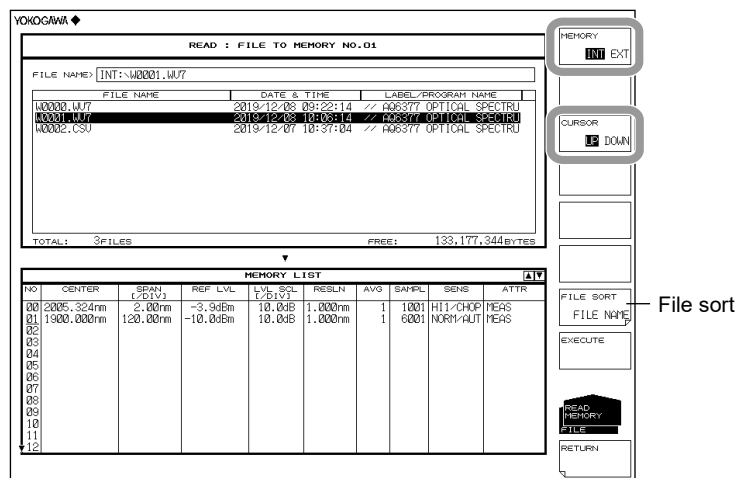 YOKOGAWA ◆
READ : FILE TO MEMORY NO.01
FILE NAME> INT:\W0001.WV7
FILE NAME DATE & TIME LABEL/PROGRAM NAME
W0000.WV7 2019/12/08 09:22:14 // AQ6377 OPTICAL SPECTRU
W0001.WV7 2019/12/08 10:06:14 // AQ6377 OPTICAL SPECTRU
W0002.CSV 2019/12/07 10:37:04 // AQ6377 OPTICAL SPECTRU
TOTAL: 3FILES FREE: 133,177,344BYTES
▼
MEMORY LIST ▲▼
NO CENTER SPAN [/DIV] REF LVL LVL SCL [/DIV] RESLN AVG SAMPL SENS ATTR
00 2005.324nm 2.00nm -3.9dBm 10.0dB 1.000nm 1 1001 HI1/CHOP MEAS
01 1900.000nm 120.00nm -10.0dBm 10.0dB 1.000nm 1 6001 NORM/AUT MEAS
02
03
04
05
06
07
08
09
10
11
▼12
MEMORY
INT EXT
CURSOR
UP DOWN
FILE SORT
FILE NAME
File sort
EXECUTE
READ
MEMORY
FILE
RETURN